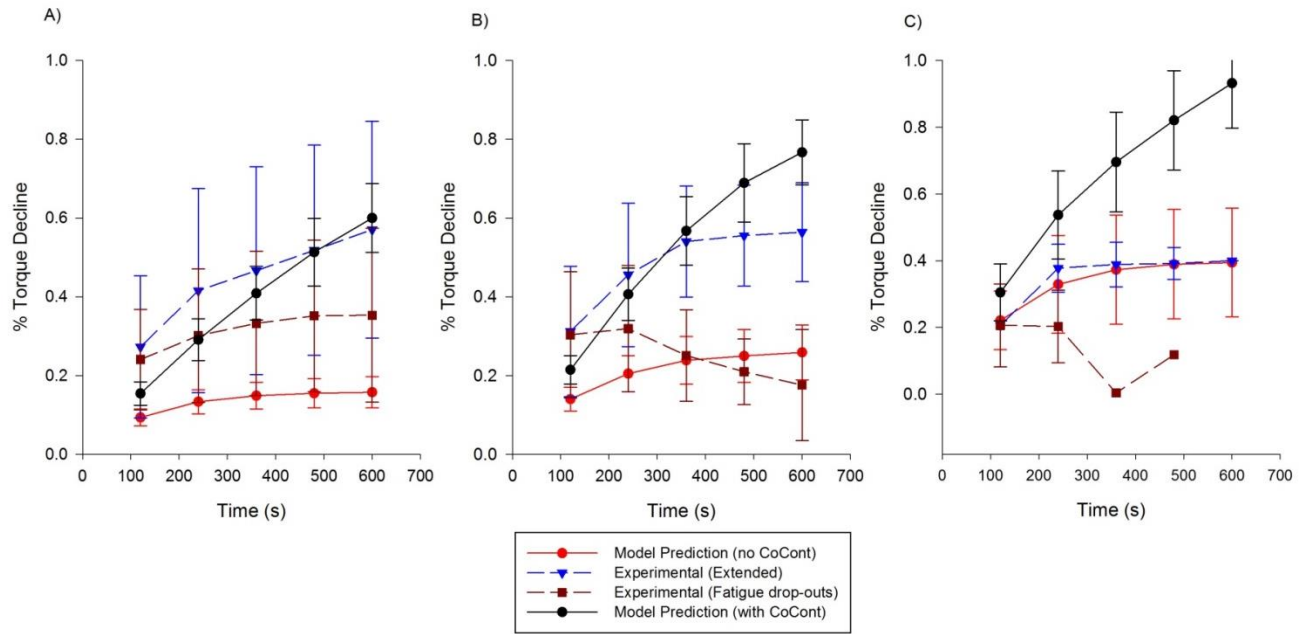 A)
1.0
0.8
0.6
0.4
0.2
0.0
% Torque Decline
0 100 200 300 400 500 600 700
Time (s)
B)
1.0
0.8
0.6
0.4
0.2
0.0
% Torque Decline
0 100 200 300 400 500 600 700
Time (s)
C)
1.0
0.8
0.6
0.4
0.2
0.0
% Torque Decline
0 100 200 300 400 500 600 700
Time (s)
Model Prediction (no CoCont)
Experimental (Extended)
Experimental (Fatigue drop-outs)
Model Prediction (with CoCont)